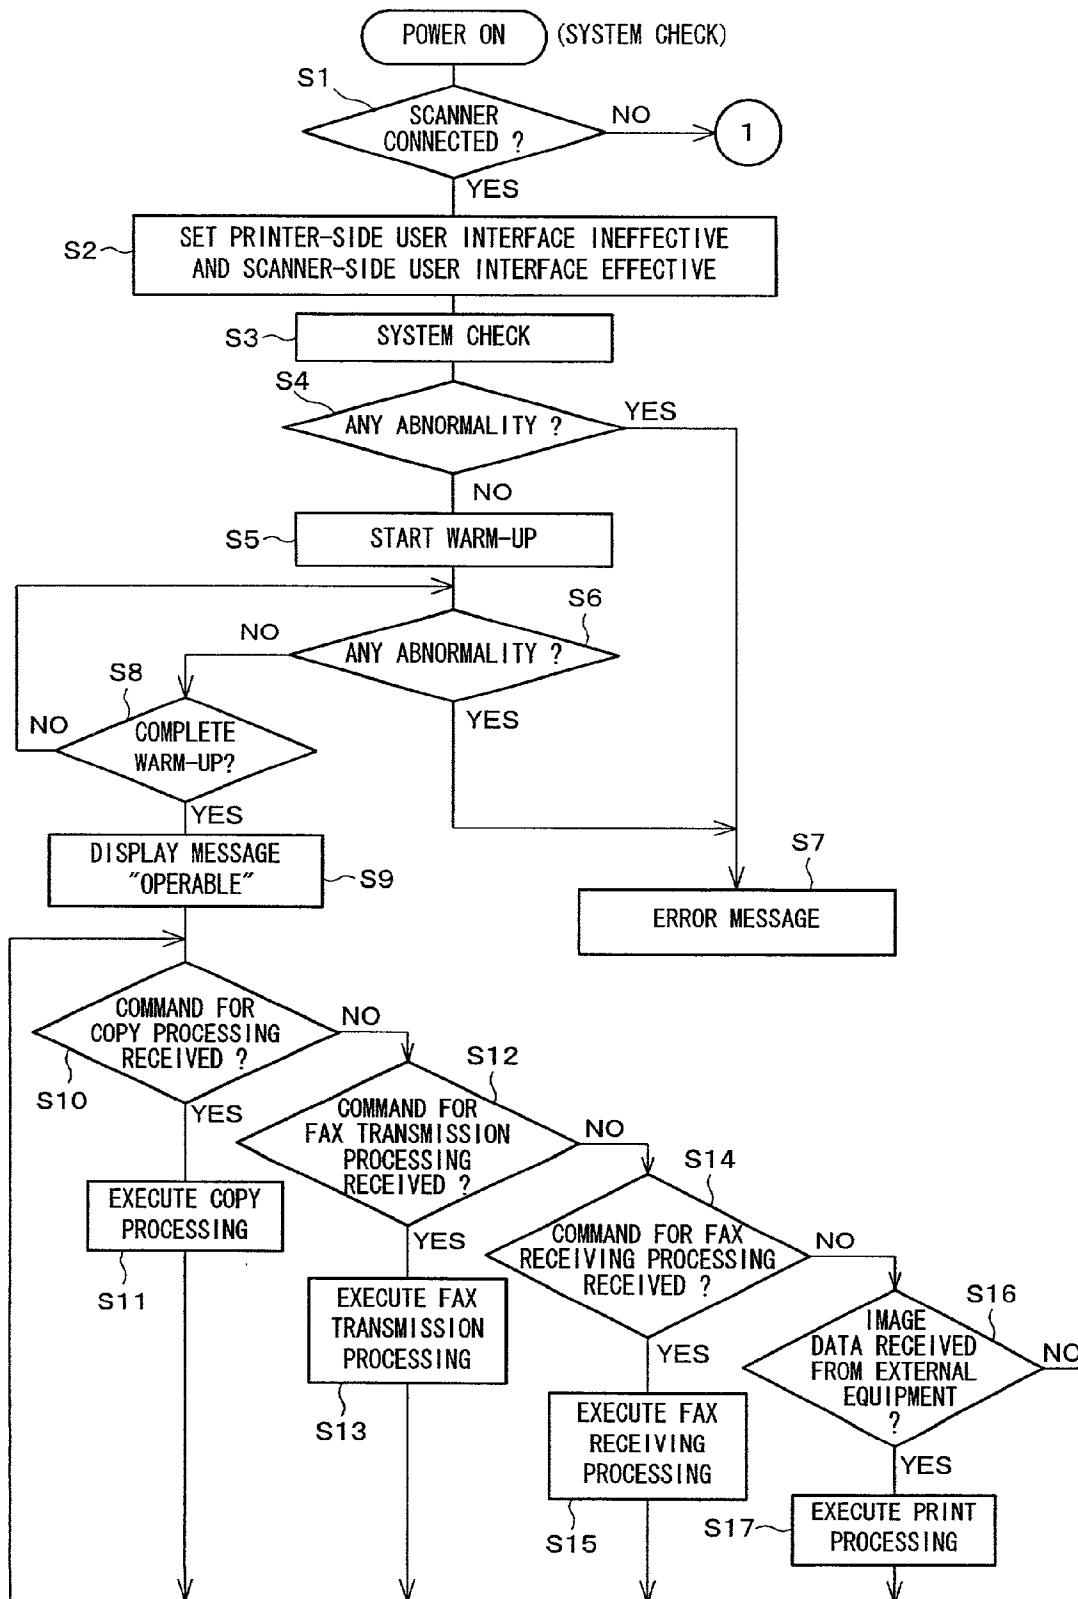 POWER ON
(SYSTEM CHECK)
S1
SCANNER
CONNECTED ?
NO
1
YES
S2
SET PRINTER-SIDE USER INTERFACE INEFFECTIVE
AND SCANNER-SIDE USER INTERFACE EFFECTIVE
S3
SYSTEM CHECK
S4
ANY ABNORMALITY ?
YES
NO
S5
START WARM-UP
S6
ANY ABNORMALITY ?
NO
YES
S8
COMPLETE
WARM-UP?
NO
YES
DISPLAY MESSAGE
"OPERABLE"
S9
S7
ERROR MESSAGE
COMMAND FOR
COPY PROCESSING
RECEIVED ?
S10
NO
YES
EXECUTE COPY
PROCESSING
S11
S12
COMMAND FOR
FAX TRANSMISSION
PROCESSING
RECEIVED ?
NO
YES
EXECUTE FAX
TRANSMISSION
PROCESSING
S13
S14
COMMAND FOR FAX
RECEIVING PROCESSING
RECEIVED ?
NO
YES
EXECUTE FAX
RECEIVING
PROCESSING
S15
S16
IMAGE
DATA RECEIVED
FROM EXTERNAL
EQUIPMENT
?
NO
YES
S17
EXECUTE PRINT
PROCESSING